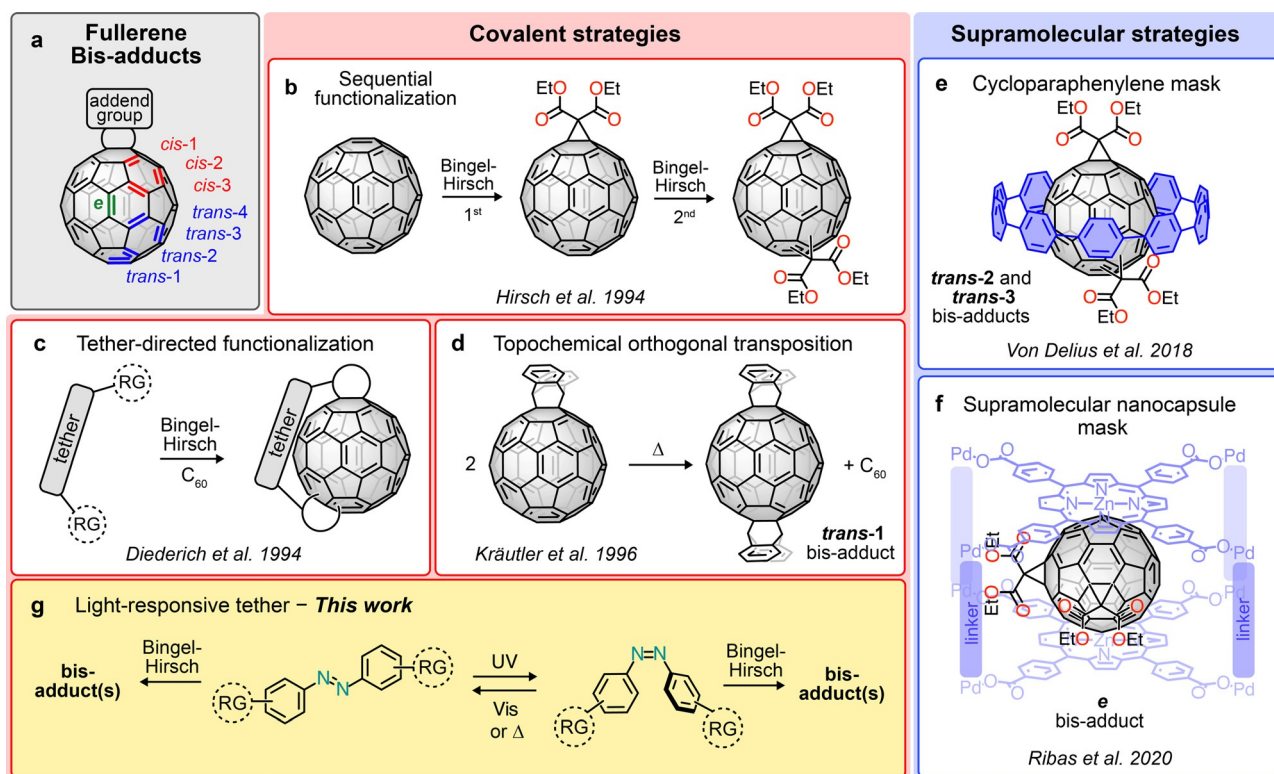 a
Fullerene
Bis-adducts
addend
group
cis-1
cis-2
cis-3
e
trans-4
trans-3
trans-2
trans-1
Covalent strategies
b Sequential
functionalization
Bingel-
Hirsch
1st
EtO OEt
O O
Bingel-
Hirsch
2nd
EtO OEt
O O
O OEt
O
EtO
Hirsch et al. 1994
c Tether-directed functionalization
RG
tether
RG
Bingel-
Hirsch
C60
tether
Diederich et al. 1994
d Topochemical orthogonal transposition
2
Δ
+ C60
trans-1
bis-adduct
Kräutler et al. 1996
g Light-responsive tether – This work
bis-
adduct(s)
Bingel-
Hirsch
RG
N=N
RG
UV
Vis
or Δ
N=N
RG
RG
Bingel-
Hirsch
bis-
adduct(s)
Supramolecular strategies
e Cycloparaphenylene mask
EtO OEt
O O
trans-2 and
trans-3
bis-adducts
O O
OEt
EtO
Von Delius et al. 2018
f Supramolecular nanocapsule
mask
Pd O O O O Pd
N
N Zn N
N
Pd O O O O Pd
OEt
O
EtO O
Pd O O O O Pd
O O
EtO OEt
Zn
linker
linker
Pd O O O O Pd
e
bis-adduct
Ribas et al. 2020